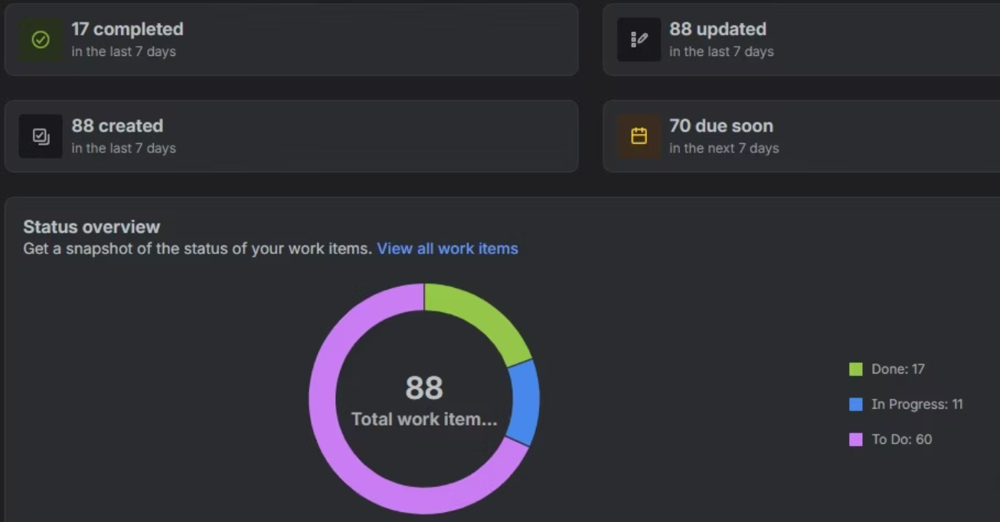 17 completed
in the last 7 days
88 updated
in the last 7 days
88 created
in the last 7 days
70 due soon
in the next 7 days
Status overview
Get a snapshot of the status of your work items. View all work items
88
Total work item...
Done: 17
In Progress: 11
To Do: 60